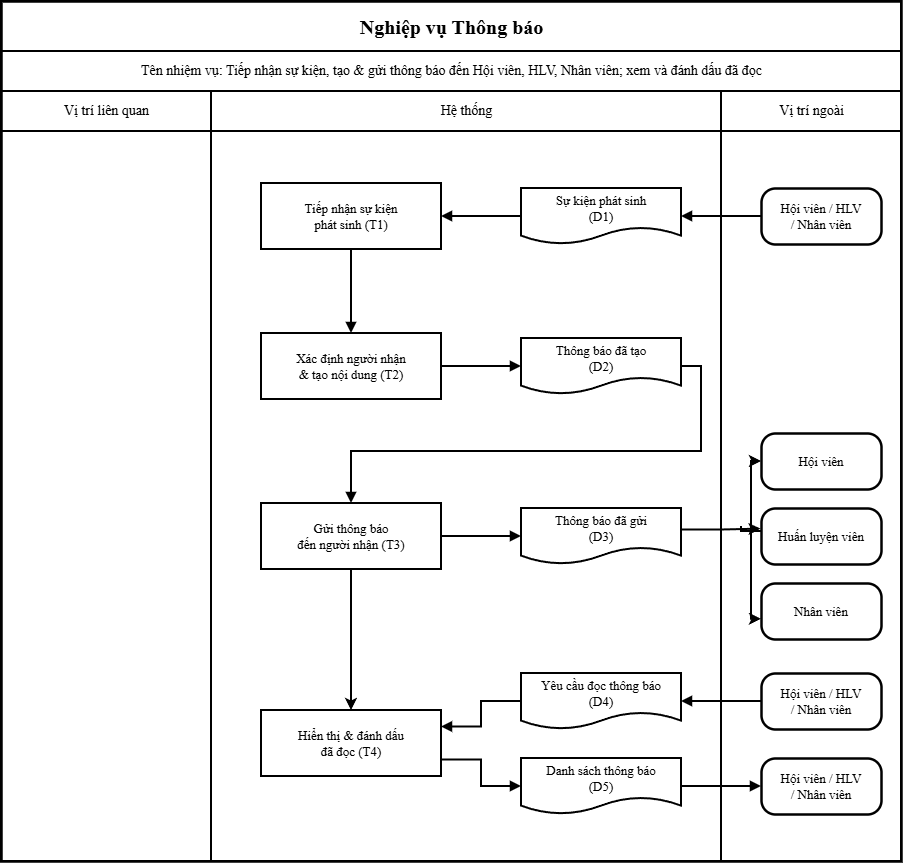 Nghiệp vụ Thông báo
Tên nhiệm vụ: Tiếp nhận sự kiện, tạo & gửi thông báo đến Hội viên, HLV, Nhân viên; xem và đánh dấu đã đọc
Vị trí liên quan
Hệ thống
Vị trí ngoài
Tiếp nhận sự kiện
phát sinh (T1)
Sự kiện phát sinh
(D1)
Hội viên / HLV
/ Nhân viên
Xác định người nhận
& tạo nội dung (T2)
Thông báo đã tạo
(D2)
Hội viên
Gửi thông báo
đến người nhận (T3)
Thông báo đã gửi
(D3)
Huấn luyện viên
Nhân viên
Yêu cầu đọc thông báo
(D4)
Hội viên / HLV
/ Nhân viên
Hiển thị & đánh dấu
đã đọc (T4)
Danh sách thông báo
(D5)
Hội viên / HLV
/ Nhân viên